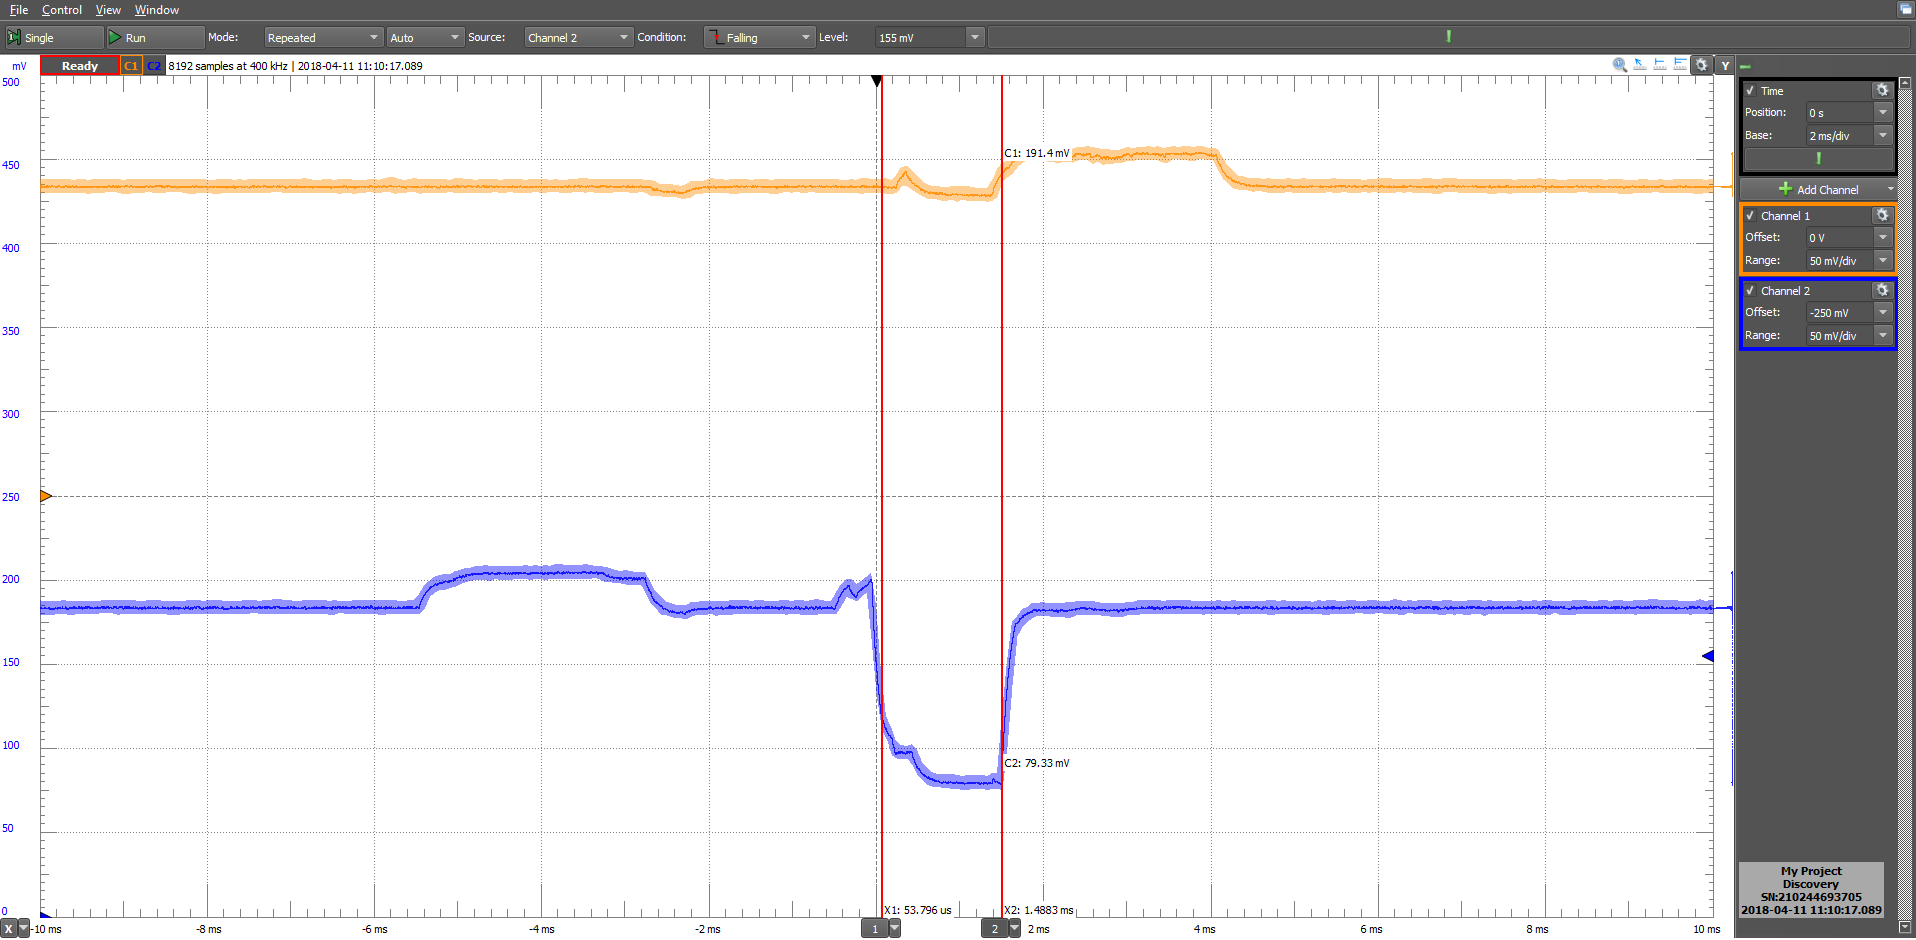 File Control View Window
Single Run Mode: Repeated Auto Source: Channel 2 Condition: Falling Level: 155 mV
mV Ready C1 C2 8192 samples at 400 kHz | 2018-04-11 11:10:17.089 Y
500
450
400
350
300
250
200
150
100
50
0
C1: 191.4 mV
C2: 79.33 mV
X1: 53.796 us X2: 1.4883 ms
X -10 ms -8 ms -6 ms -4 ms -2 ms 1 2 2 ms 4 ms 6 ms 8 ms 10 ms
Time
Position: 0 s
Base: 2 ms/div
Add Channel
Channel 1
Offset: 0 V
Range: 50 mV/div
Channel 2
Offset: -250 mV
Range: 50 mV/div
My Project
Discovery
SN:210244693705
2018-04-11 11:10:17.089